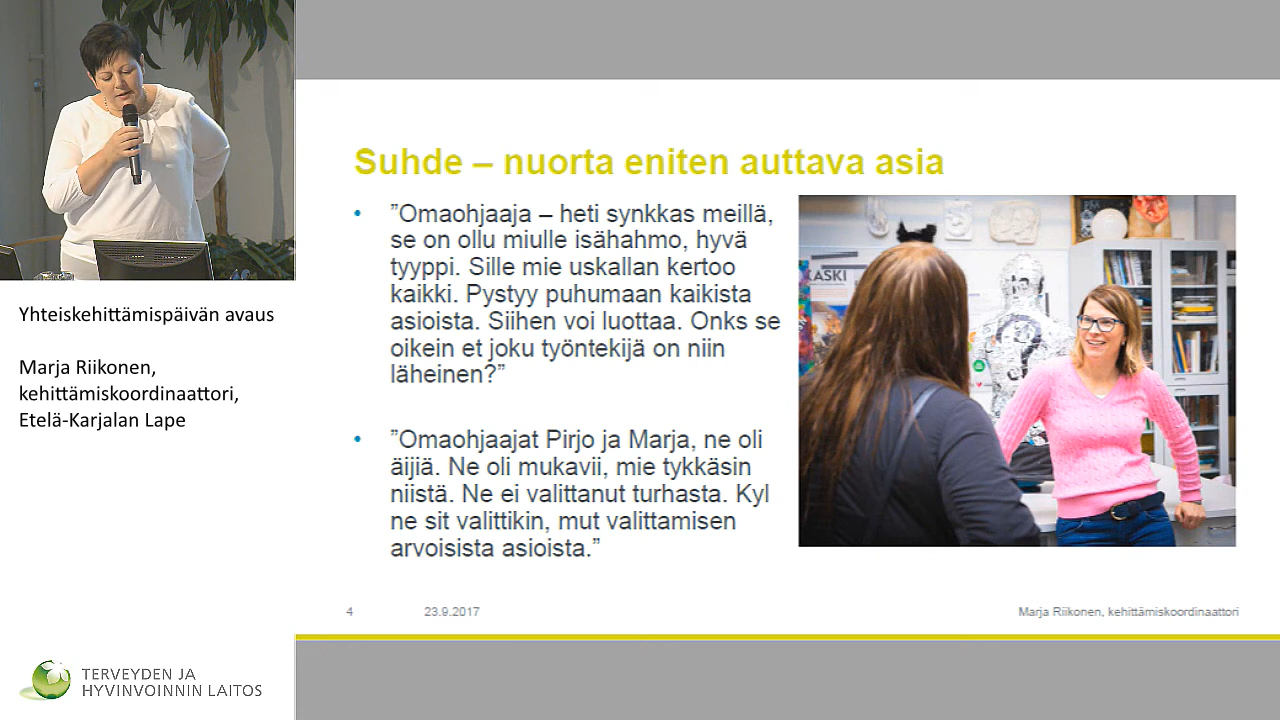 Yhteiskehittämispäivän avaus
Marja Riikonen,
kehittämiskoordinaattori,
Etelä-Karjalan Lape
TERVEYDEN JA
HYVINVOINNIN LAITOS
Suhde – nuorta eniten auttava asia
• ”Omaohjaaja – heti synkkas meillä,
se on ollu miulle isähahmo, hyvä
tyyppi. Sille mie uskallan kertoo
kaikki. Pystyy puhumaan kaikista
asioista. Siihen voi luottaa. Onks se
oikein et joku työntekijä on niin
läheinen?”
• ”Omaohjaajat Pirjo ja Marja, ne oli
äijiä. Ne oli mukavii, mie tykkäsin
niistä. Ne ei valittanut turhasta. Kyl
ne sit valittikin, mut valittamisen
arvoisista asioista.”
4 23.9.2017 Marja Riikonen, kehittämiskoordinaattori